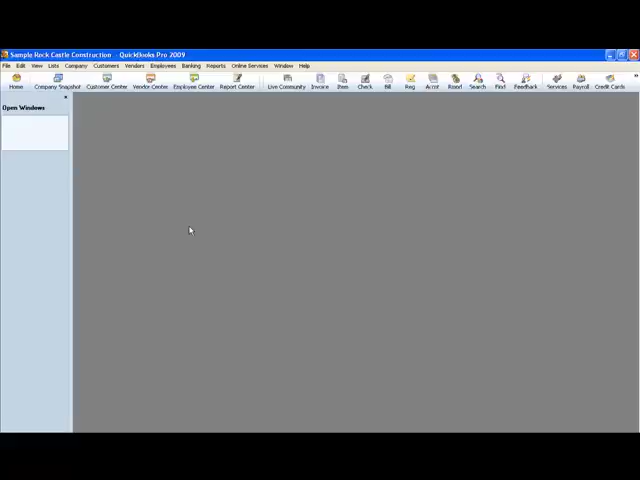 Sample Rock Castle Construction - QuickBooks Pro 2009
File Edit View Lists Company Customers Vendors Employees Banking Reports Online Services Window Help
Home Company Snapshot Customer Center Vendor Center Employee Center Report Center Live Community Invoice Item Check Bill Reg Accnt Rmnd Search Find Feedback Services Payroll Credit Cards
Open Windows